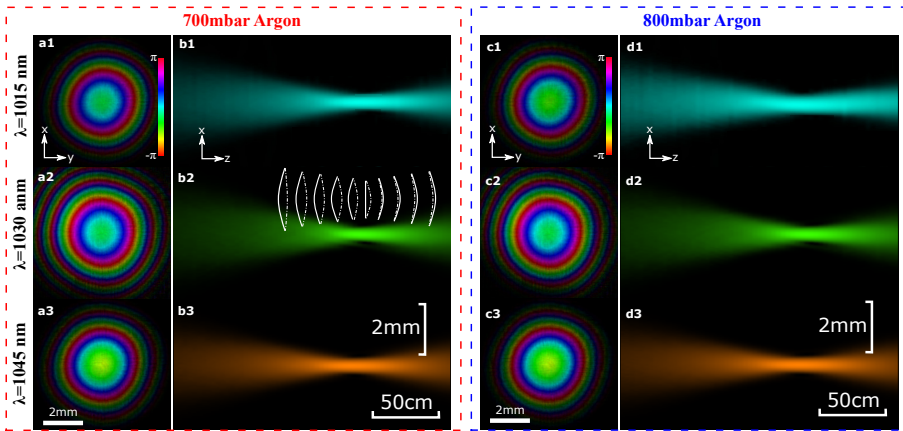 700mbar Argon
800mbar Argon
λ=1015 nm
a1
π
-π
x
y
b1
x
z
c1
π
-π
x
y
d1
x
z
λ=1030 anm
a2
b2
c2
d2
λ=1045 nm
a3
2mm
b3
2mm
50cm
c3
2mm
d3
2mm
50cm